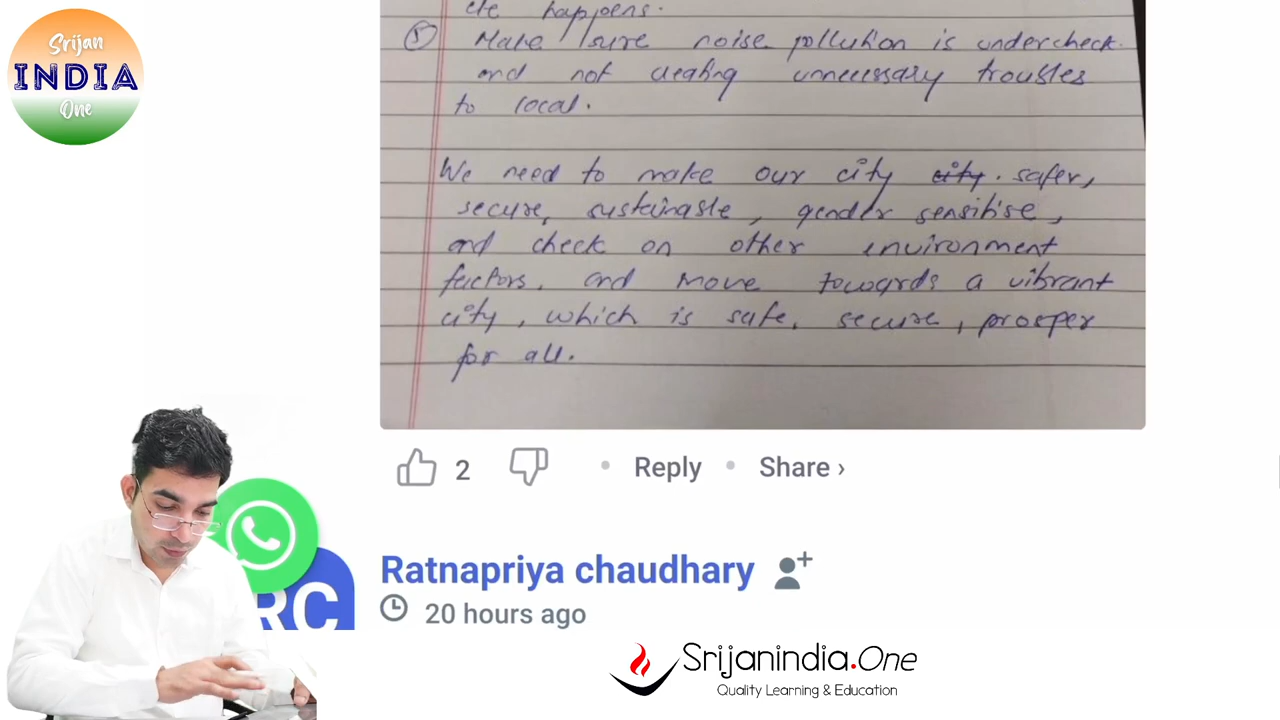 Srijan
INDIA
One
etc happens.
5 Make sure noise pollution is undercheck.
and not creating unnecessary troubles
to local.
We need to make our city city. safer,
secure, sustainable, gender sensitise,
and check on other environment
factors. and move towards a vibrant
city, which is safe, secure, prosper
for all.
2 • Reply • Share ›
RC
Ratnapriya chaudhary
20 hours ago
Srijanindia.One
Quality Learning & Education